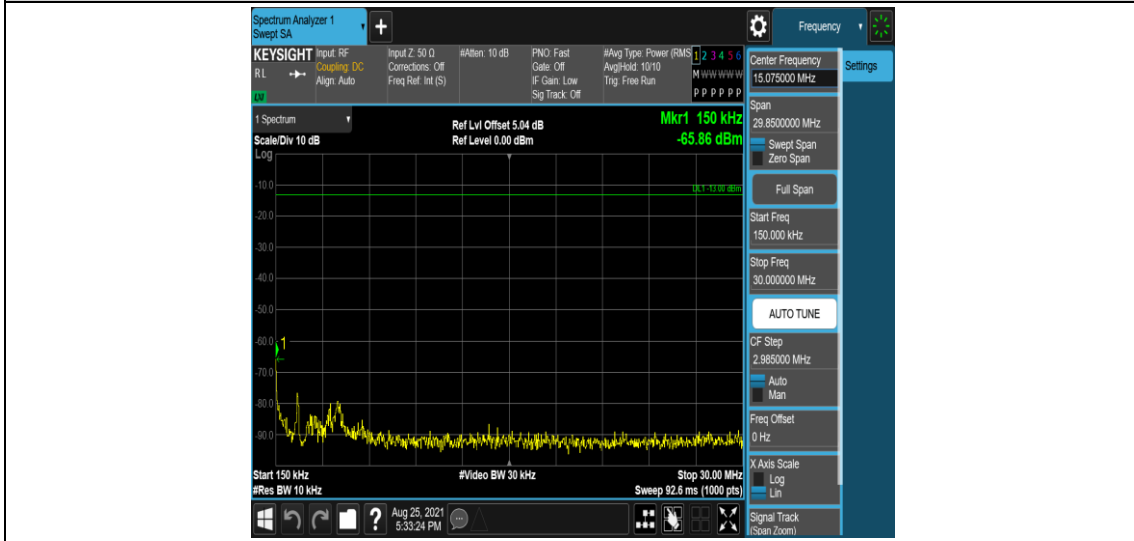 Spectrum Analyzer 1
Swept SA
+
Frequency
KEYSIGHT
RL
LNI
Input: RF
Coupling: DC
Align: Auto
Input Z: 50 Ω
Corrections: Off
Freq Ref: Int (S)
#Atten: 10 dB
PNO: Fast
Gate: Off
IF Gain: Low
Sig Track: Off
#Avg Type: Power (RMS
Avg|Hold: 10/10
Trig: Free Run
1 2 3 4 5 6
M W W W W W
P P P P P P
1 Spectrum
Scale/Div 10 dB
Log
Ref Lvl Offset 5.04 dB
Ref Level 0.00 dBm
Mkr1 150 kHz
-65.86 dBm
DL1 -13.00 dBm
-10.0
-20.0
-30.0
-40.0
-50.0
-60.0
1
-70.0
-80.0
-90.0
Start 150 kHz
#Res BW 10 kHz
#Video BW 30 kHz
Stop 30.00 MHz
Sweep 92.6 ms (1000 pts)
?
Aug 25, 2021
5:33:24 PM
Center Frequency
15.075000 MHz
Settings
Span
29.8500000 MHz
Swept Span
Zero Span
Full Span
Start Freq
150.000 kHz
Stop Freq
30.000000 MHz
AUTO TUNE
CF Step
2.985000 MHz
Auto
Man
Freq Offset
0 Hz
X Axis Scale
Log
Lin
Signal Track
(Span Zoom)